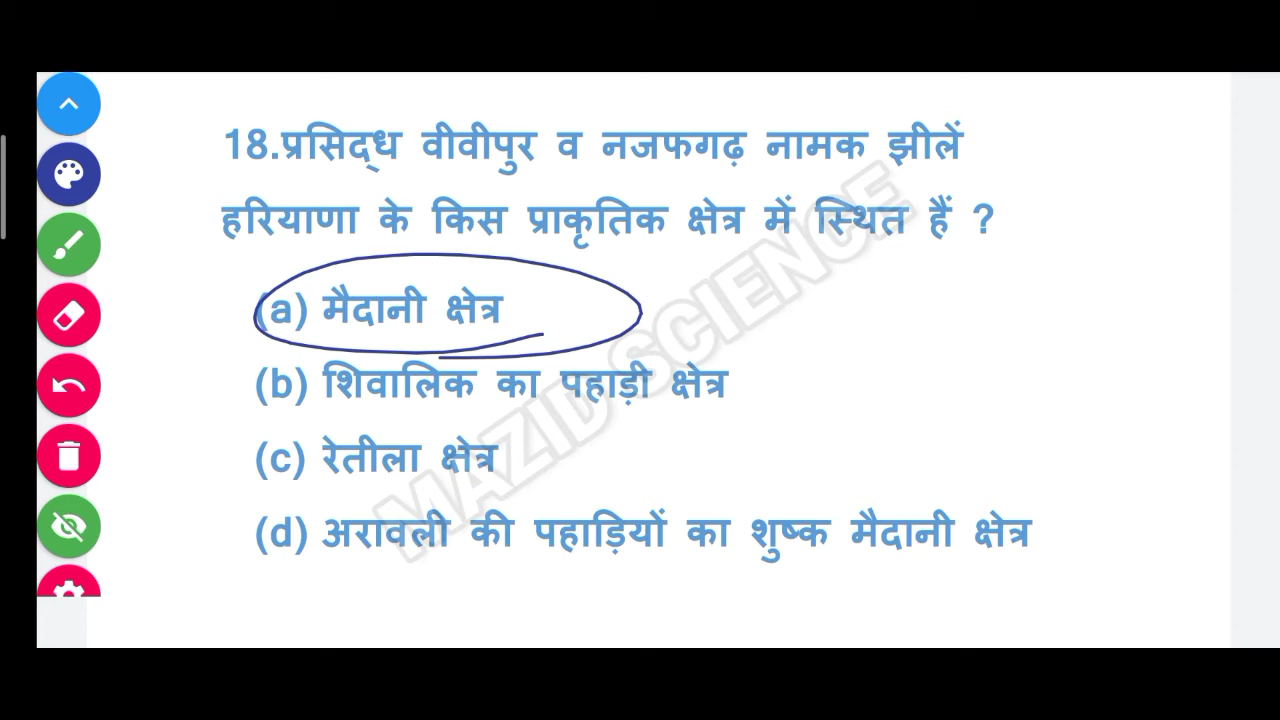 18.प्रसिद्ध वीवीपुर व नजफगढ़ नामक झीलें
हरियाणा के किस प्राकृतिक क्षेत्र में स्थित हैं ?
(a) मैदानी क्षेत्र
(b) शिवालिक का पहाड़ी क्षेत्र
(c) रेतीला क्षेत्र
(d) अरावली की पहाड़ियों का शुष्क मैदानी क्षेत्र
MAZID SCIENCE